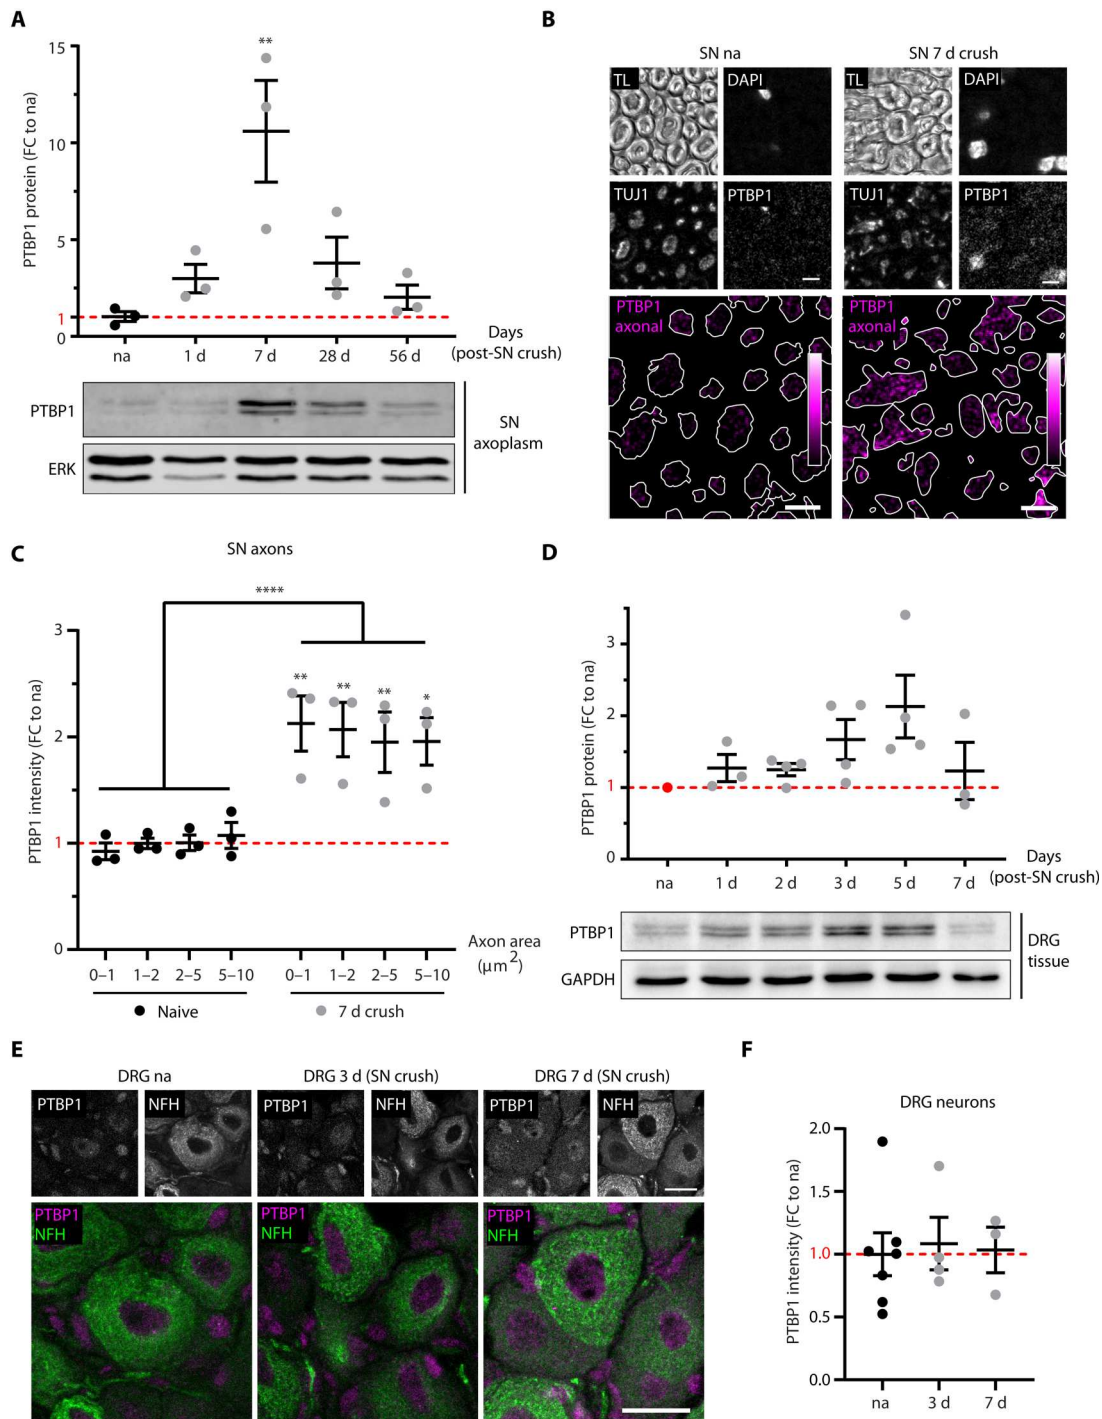 A
**
15
10
5
1
0
PTBP1 protein (FC to na)
na
1 d
7 d
28 d
56 d
Days
(post-SN crush)
PTBP1
ERK
SN
axoplasm
B
SN na
SN 7 d crush
TL
DAPI
TL
DAPI
TUJ1
PTBP1
TUJ1
PTBP1
PTBP1
axonal
PTBP1
axonal
C
SN axons
****
**
**
**
*
3
2
1
0
PTBP1 intensity (FC to na)
0–1
1–2
2–5
5–10
0–1
1–2
2–5
5–10
Axon area
(μm2)
Naive
7 d crush
D
3
2
1
0
PTBP1 protein (FC to na)
na
1 d
2 d
3 d
5 d
7 d
Days
(post-SN crush)
PTBP1
GAPDH
DRG
tissue
E
DRG na
DRG 3 d (SN crush)
DRG 7 d (SN crush)
PTBP1
NFH
PTBP1
NFH
PTBP1
NFH
PTBP1
NFH
PTBP1
NFH
PTBP1
NFH
F
DRG neurons
2.0
1.5
1.0
0.5
0.0
PTBP1 intensity (FC to na)
na
3 d
7 d